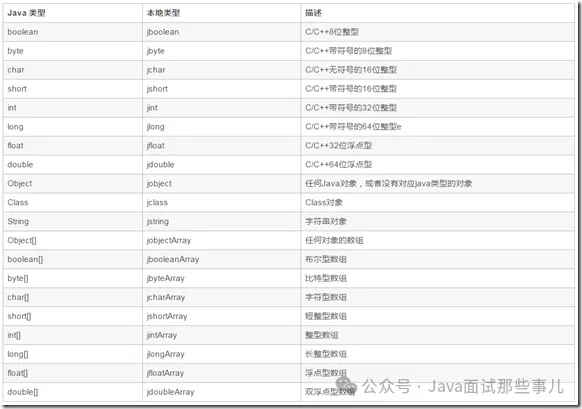 Java 类型 本地类型 描述
boolean jboolean C/C++8位整型
byte jbyte C/C++带符号的8位整型
char jchar C/C++无符号的16位整型
short jshort C/C++带符号的16位整型
int jint C/C++带符号的32位整型
long jlong C/C++带符号的64位整型e
float jfloat C/C++32位浮点型
double jdouble C/C++64位浮点型
Object jobject 任何Java对象，或者没有对应java类型的对象
Class jclass Class对象
String jstring 字符串对象
Object[] jobjectArray 任何对象的数组
boolean[] jbooleanArray 布尔型数组
byte[] jbyteArray 比特型数组
char[] jcharArray 字符型数组
short[] jshortArray 短整型数组
int[] jintArray 整型数组
long[] jlongArray 长整型数组
float[] jfloatArray 浮点型数组
double[] jdoubleArray 双浮点型数组
公众号 · Java面试那些事儿